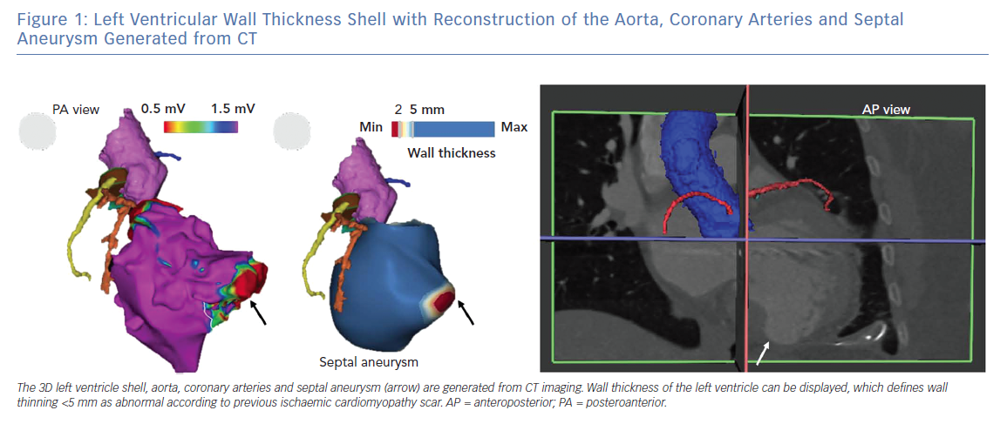 Figure 1: Left Ventricular Wall Thickness Shell with Reconstruction of the Aorta, Coronary Arteries and Septal
Aneurysm Generated from CT
PA view
0.5 mV 1.5 mV
2 5 mm
Min Max
Wall thickness
Septal aneurysm
AP view
The 3D left ventricle shell, aorta, coronary arteries and septal aneurysm (arrow) are generated from CT imaging. Wall thickness of the left ventricle can be displayed, which defines wall
thinning <5 mm as abnormal according to previous ischaemic cardiomyopathy scar. AP = anteroposterior; PA = posteroanterior.